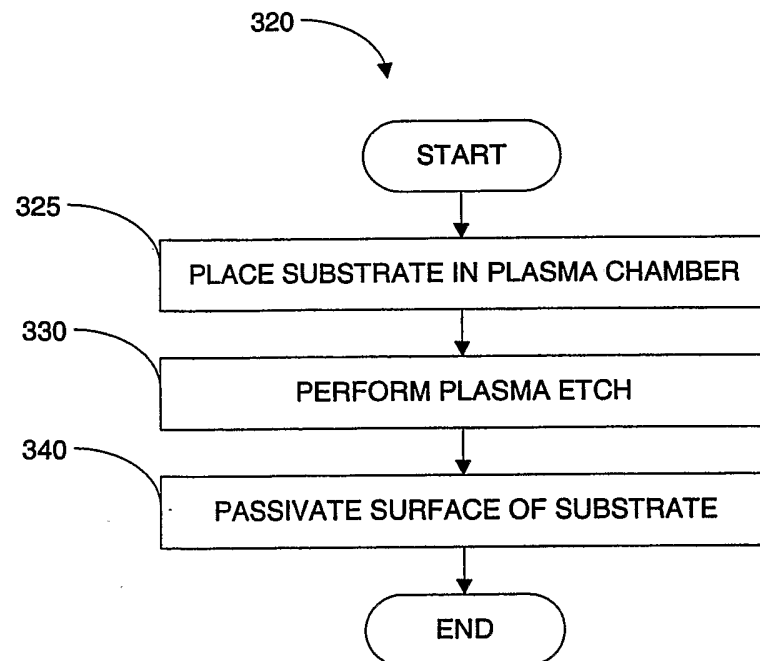 320
START
325
PLACE SUBSTRATE IN PLASMA CHAMBER
330
PERFORM PLASMA ETCH
340
PASSIVATE SURFACE OF SUBSTRATE
END